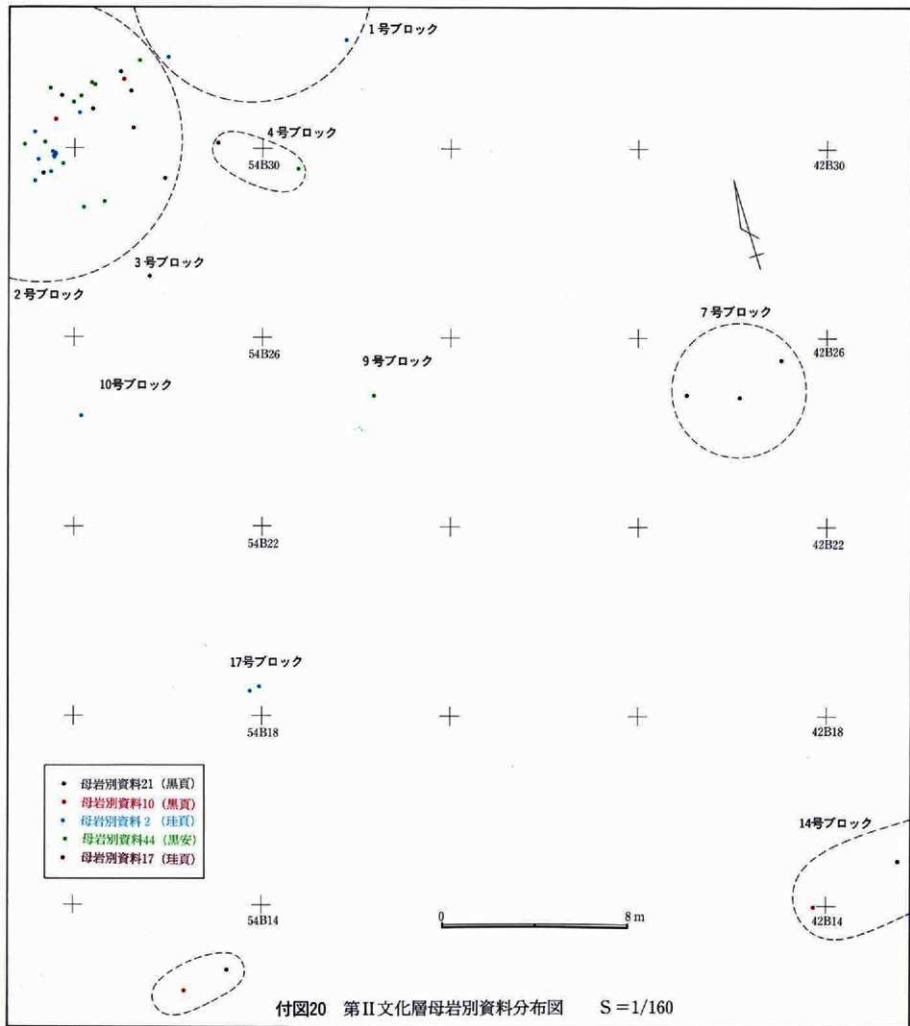 1号ブロック
4号ブロック
54B30
42B30
3号ブロック
2号ブロック
7号ブロック
54B26
42B26
9号ブロック
10号ブロック
54B22
42B22
17号ブロック
54B18
42B18
母岩別資料21（黒頁）
母岩別資料10（黒頁）
母岩別資料2（珪頁）
母岩別資料44（黒安）
母岩別資料17（珪頁）
14号ブロック
54B14
0 8m
42B14
付図20 第II文化層母岩別資料分布図 S=1/160